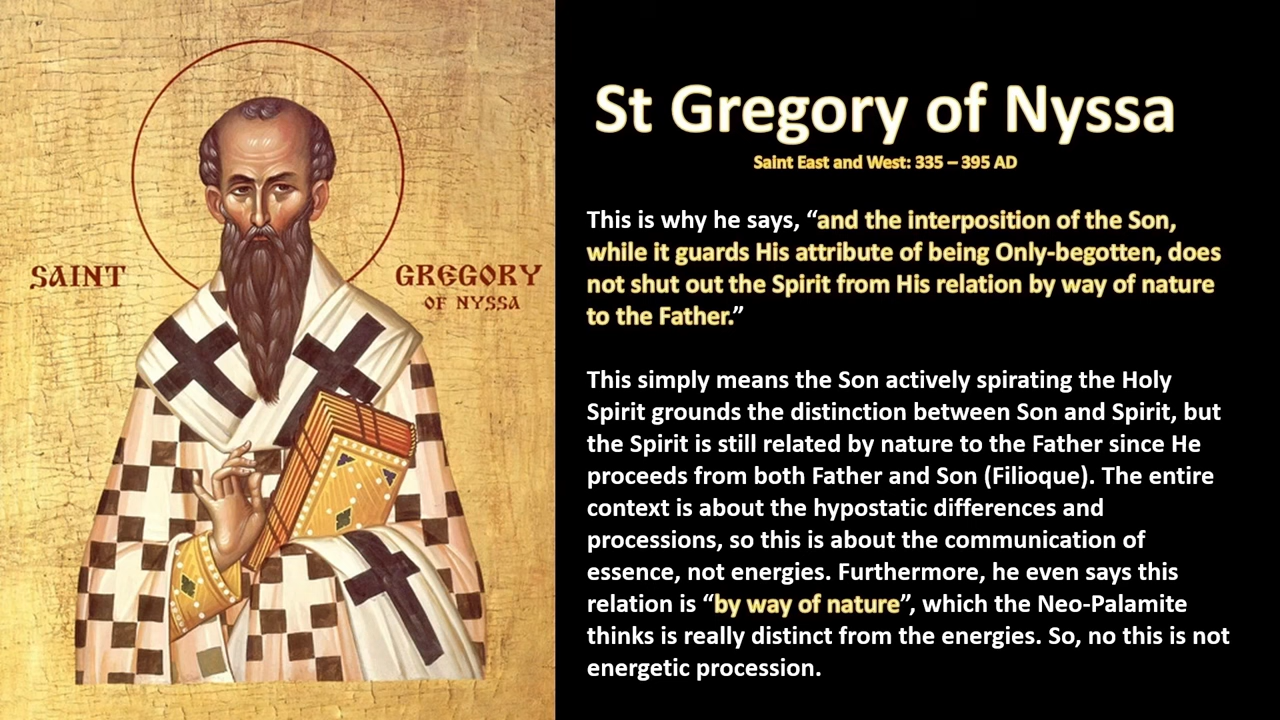 SAINT
GREGORY
OF NYSSA
St Gregory of Nyssa
Saint East and West: 335 – 395 AD
This is why he says, “and the interposition of the Son,
while it guards His attribute of being Only-begotten, does
not shut out the Spirit from His relation by way of nature
to the Father.”
This simply means the Son actively spirating the Holy
Spirit grounds the distinction between Son and Spirit, but
the Spirit is still related by nature to the Father since He
proceeds from both Father and Son (Filioque). The entire
context is about the hypostatic differences and
processions, so this is about the communication of
essence, not energies. Furthermore, he even says this
relation is “by way of nature”, which the Neo-Palamite
thinks is really distinct from the energies. So, no this is not
energetic procession.